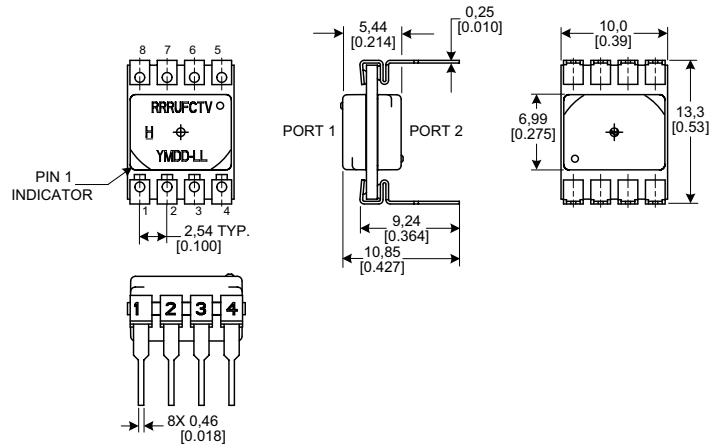 8 7 6 5
RRRUFCTV
H
YMDD-LL
PIN 1
INDICATOR
1 2 3 4
2,54 TYP.
[0.100]
5,44
[0.214]
0,25
[0.010]
PORT 1
PORT 2
9,24
[0.364]
10,85
[0.427]
10,0
[0.39]
6,99
[0.275]
13,3
[0.53]
1 2 3 4
8X 0,46
[0.018]